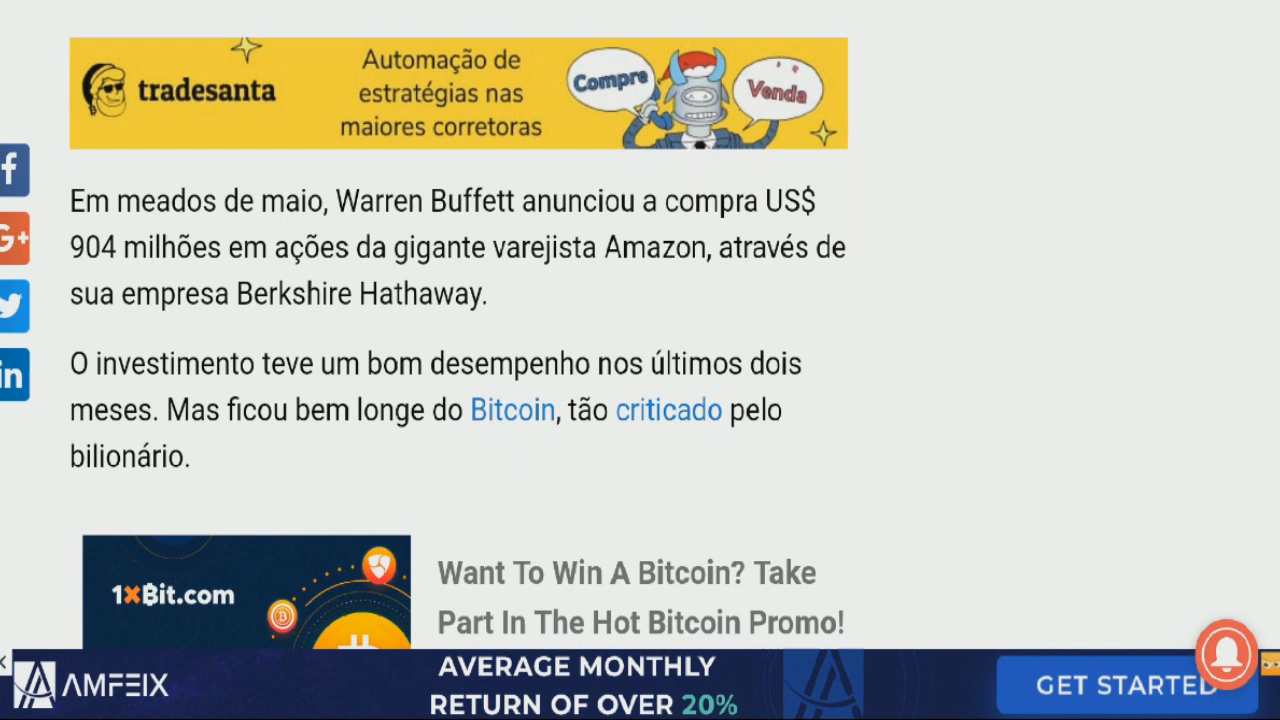 tradesanta
Automação de
estratégias nas
maiores corretoras
Compre
Venda
Em meados de maio, Warren Buffett anunciou a compra US$
904 milhões em ações da gigante varejista Amazon, através de
sua empresa Berkshire Hathaway.
O investimento teve um bom desempenho nos últimos dois
meses. Mas ficou bem longe do Bitcoin, tão criticado pelo
bilionário.
1xBit.com
Want To Win A Bitcoin? Take
Part In The Hot Bitcoin Promo!
AMFEIX
AVERAGE MONTHLY
RETURN OF OVER 20%
GET STARTED